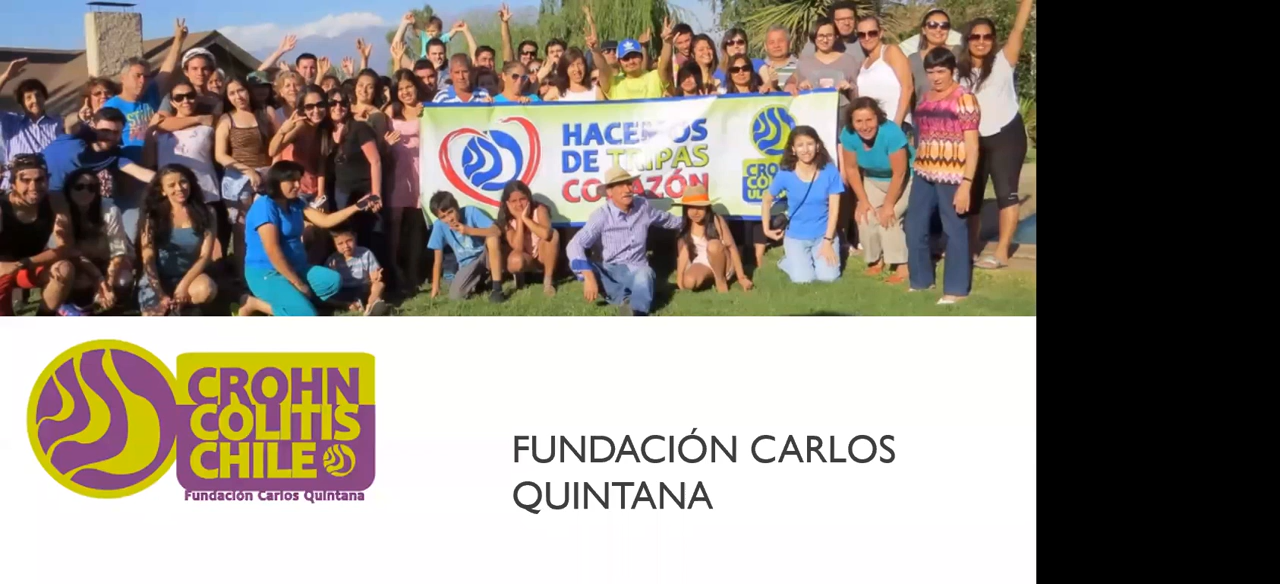 HACEMOS
DE TRIPAS
CORAZÓN
CROHN
COLITIS
CHILE
Fundación Carlos Quintana
FUNDACIÓN CARLOS
QUINTANA